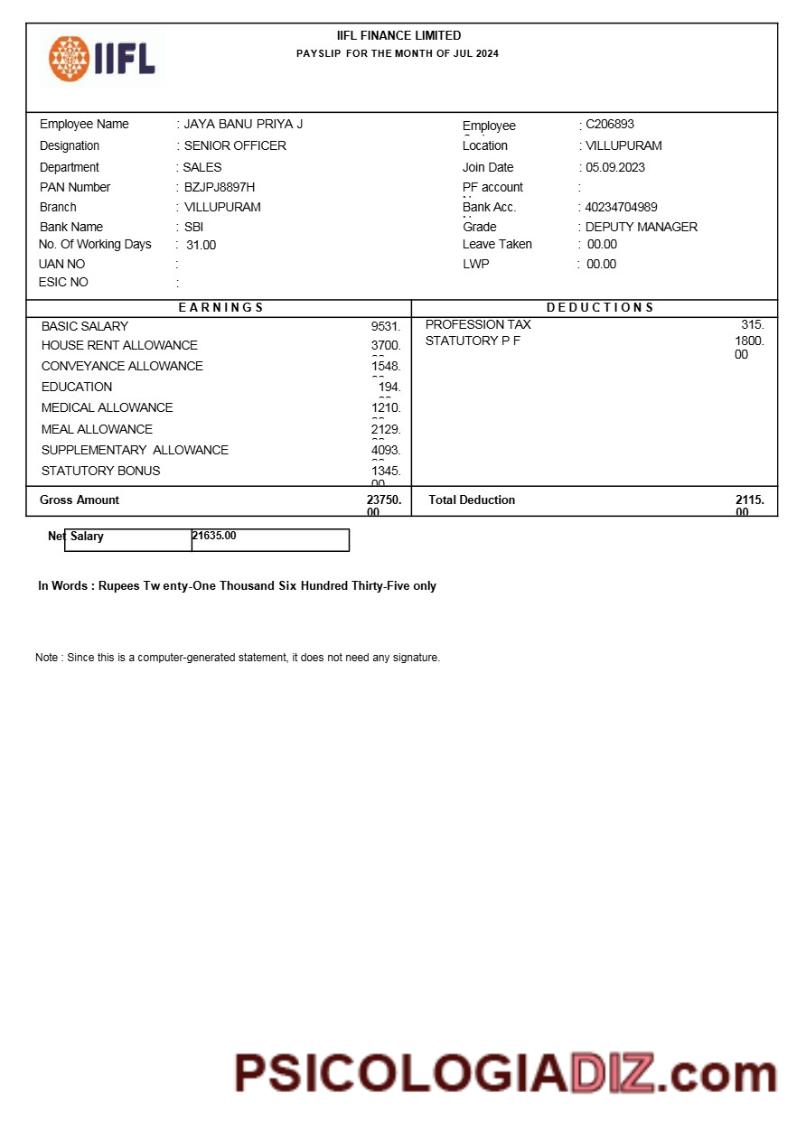 IIFL FINANCE LIMITED
IIFL
PAYSLIP FOR THE MONTH OF JUL 2024
Employee Name : JAYA BANU PRIYA J Employee : C206893
Designation : SENIOR OFFICER Location : VILLUPURAM
Department : SALES Join Date : 05.09.2023
PAN Number : BZJPJ8897H PF account :
Branch : VILLUPURAM Bank Acc. : 40234704989
Bank Name : SBI Grade : DEPUTY MANAGER
No. Of Working Days : 31.00 Leave Taken : 00.00
UAN NO : LWP : 00.00
ESIC NO :
EARNINGS DEDUCTIONS
BASIC SALARY 9531. PROFESSION TAX 315.
HOUSE RENT ALLOWANCE 3700. STATUTORY P F 1800.
00
CONVEYANCE ALLOWANCE 1548.
EDUCATION 194.
MEDICAL ALLOWANCE 1210.
MEAL ALLOWANCE 2129.
SUPPLEMENTARY ALLOWANCE 4093.
STATUTORY BONUS 1345.
00
Gross Amount 23750. Total Deduction 2115.
00 00
Net Salary 21635.00
In Words : Rupees Tw enty-One Thousand Six Hundred Thirty-Five only
Note : Since this is a computer-generated statement, it does not need any signature.
PSICOLOGIADIZ.com